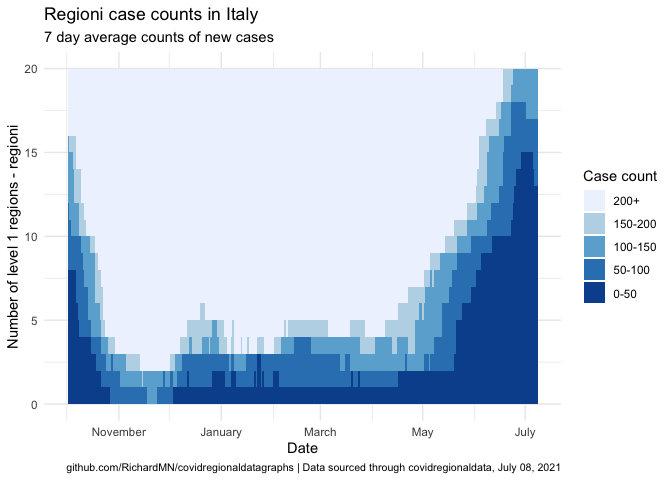 Regioni case counts in Italy
7 day average counts of new cases
Number of level 1 regions - regioni
20
15
10
5
0
November
January
March
May
July
Date
Case count
200+
150-200
100-150
50-100
0-50
github.com/RichardMN/covidregionaldatagraphs | Data sourced through covidregionaldata, July 08, 2021